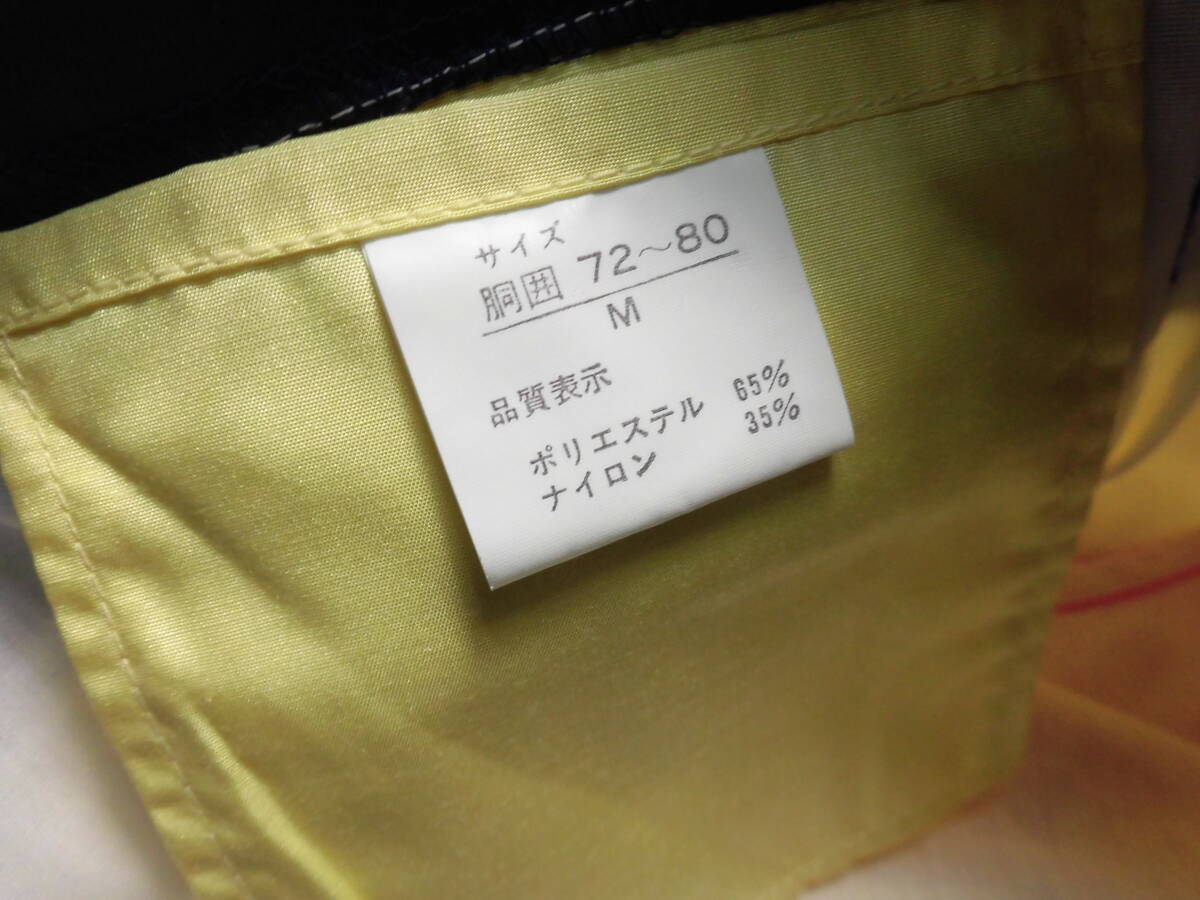 サイズ
胴囲 72~80
M
品質表示
ポリエステル 65%
ナイロン 35%